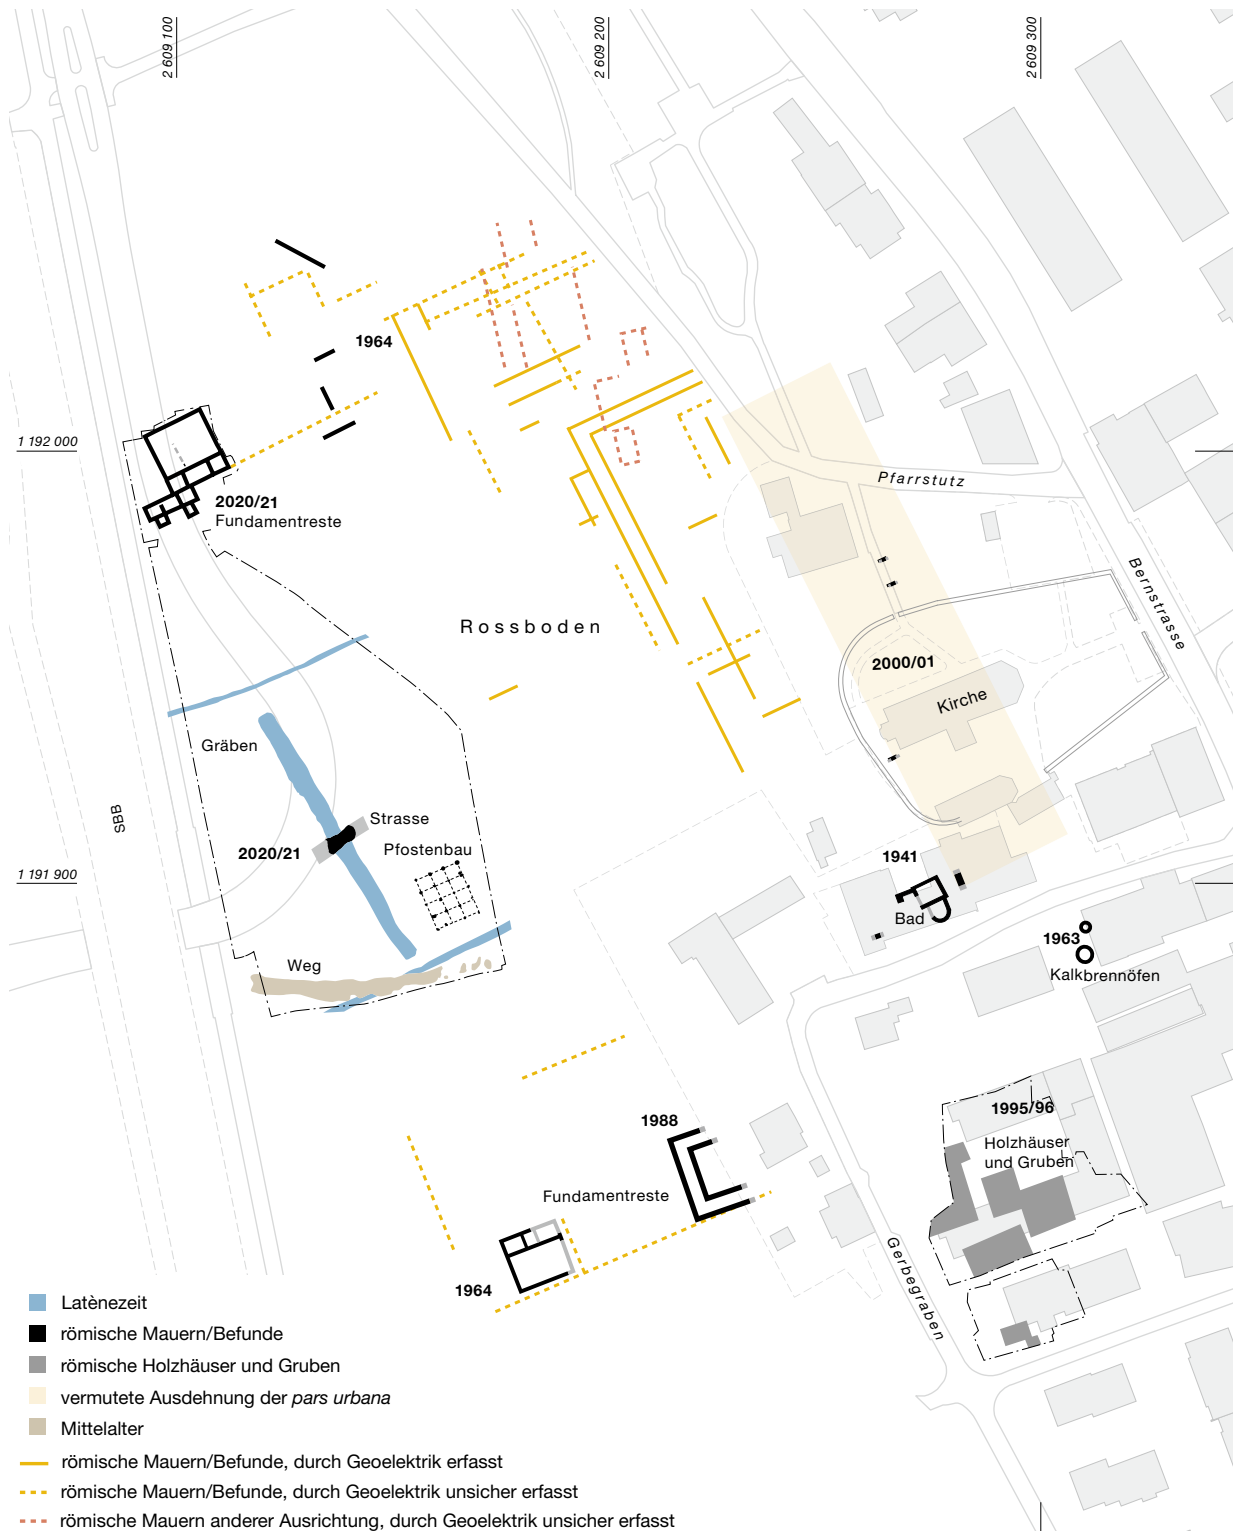 2 609 100
2 609 200
2 609 300
1964
1 192 000
Pfarrstutz
2020/21
Fundamentreste
Bernstrasse
Rossboden
2000/01
Kirche
Gräben
SBB
Strasse
2020/21
Pfostenbau
1941
1 191 900
Bad
1963
Weg
Kalkbrennöfen
1995/96
1988
Holzhäuser
und Gruben
Fundamentreste
Gerbegraben
1964
Latènezeit
römische Mauern/Befunde
römische Holzhäuser und Gruben
vermutete Ausdehnung der pars urbana
Mittelalter
römische Mauern/Befunde, durch Geoelektrik erfasst
römische Mauern/Befunde, durch Geoelektrik unsicher erfasst
römische Mauern anderer Ausrichtung, durch Geoelektrik unsicher erfasst